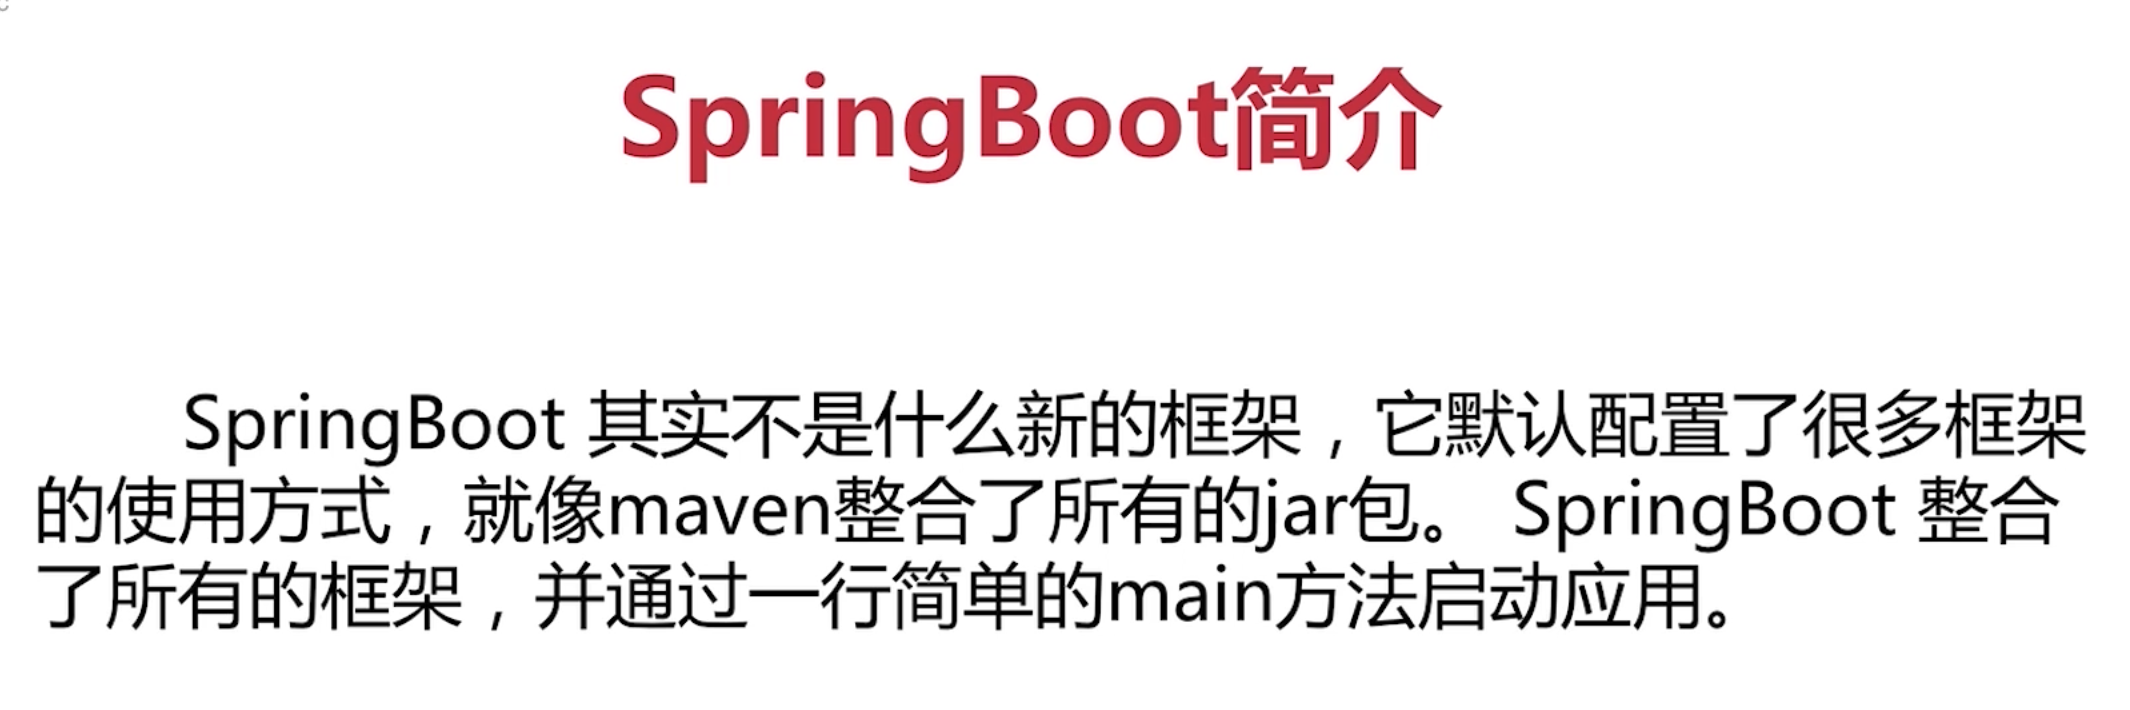 SpringBoot简介
SpringBoot 其实不是什么新的框架，它默认配置了很多框架
的使用方式，就像maven整合了所有的jar包。 SpringBoot 整合
了所有的框架，并通过一行简单的main方法启动应用。